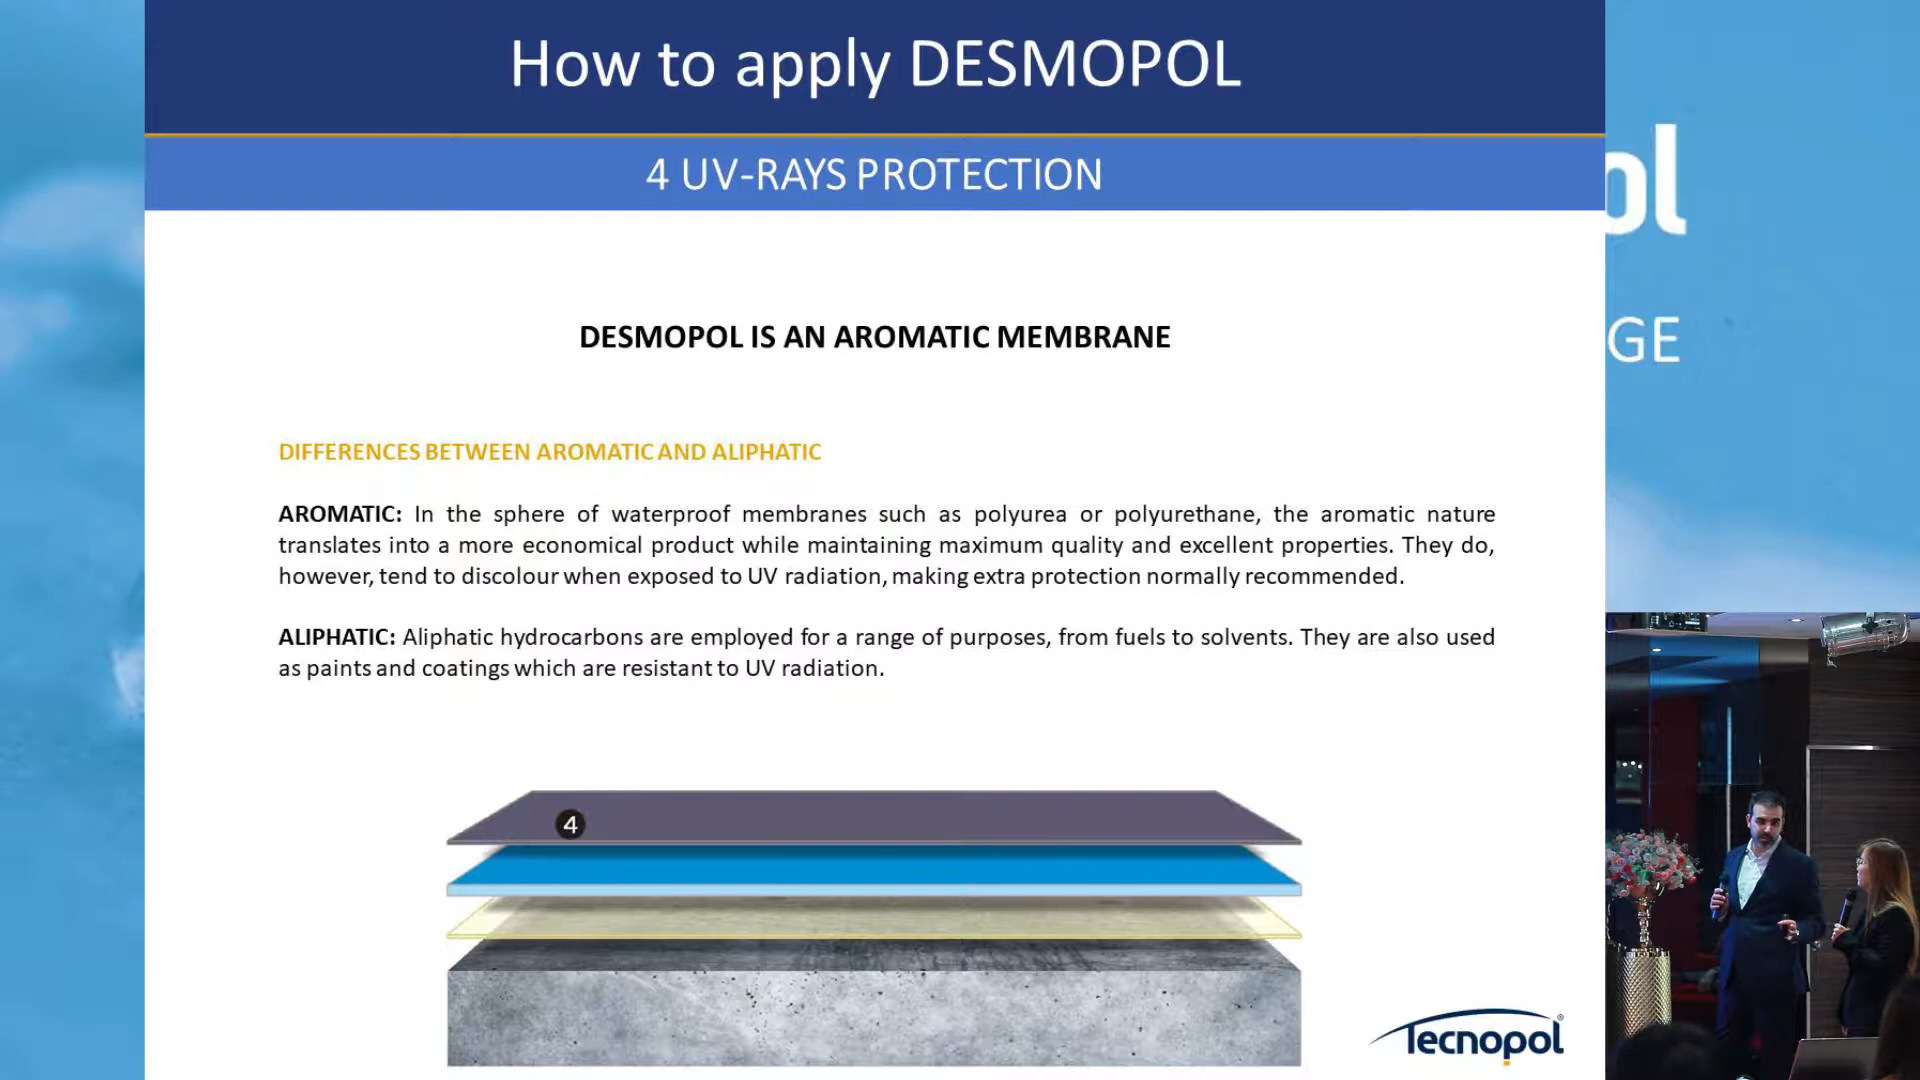 How to apply DESMOPOL
4 UV-RAYS PROTECTION
ol
GE
DESMOPOL IS AN AROMATIC MEMBRANE
DIFFERENCES BETWEEN AROMATIC AND ALIPHATIC
AROMATIC: In the sphere of waterproof membranes such as polyurea or polyurethane, the aromatic nature
translates into a more economical product while maintaining maximum quality and excellent properties. They do,
however, tend to discolour when exposed to UV radiation, making extra protection normally recommended.
ALIPHATIC: Aliphatic hydrocarbons are employed for a range of purposes, from fuels to solvents. They are also used
as paints and coatings which are resistant to UV radiation.
4
Tecnopol®